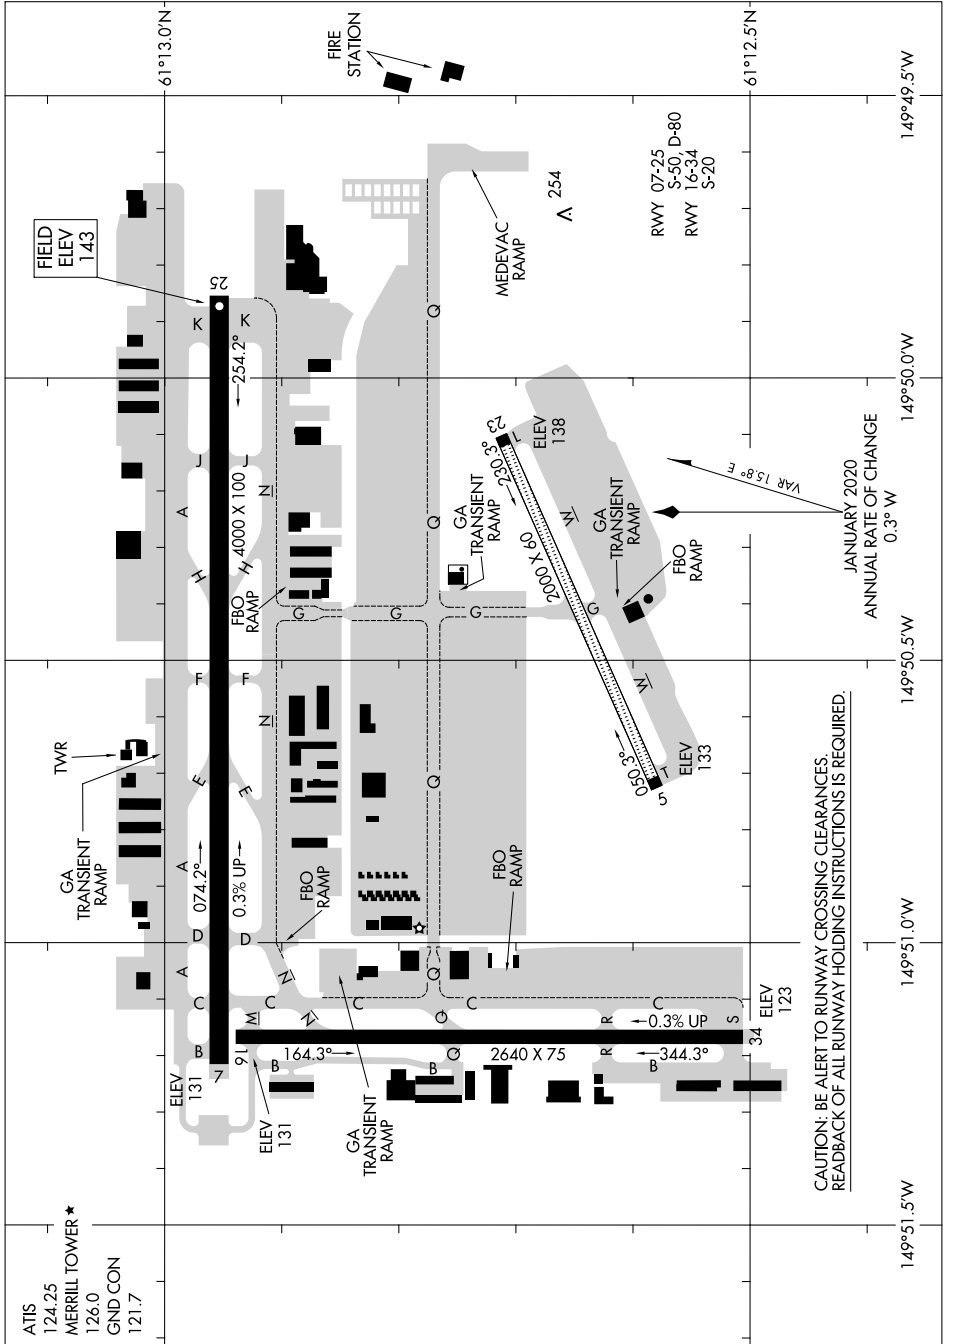 ATIS
124.25
MERRILL TOWER ★
126.0
GND CON
121.7
FIELD
ELEV
143
61°13.0'N
61°12.5'N
149°49.5'W
149°50.0'W
149°50.5'W
149°51.0'W
149°51.5'W
FIRE
STATION
MEDEVAC
RAMP
254
RWY 07-25
S-50, D-80
RWY 16-34
S-20
25
K
K
254.2°
J
J
A
4000 X 100
N
H
H
FBO
RAMP
F
F
N
TWR
GA
TRANSIENT
RAMP
E
E
A
074.2°
0.3% UP
D
D
FBO
RAMP
N
A
C
C
M
N
B
7
ELEV
131
16
B
ELEV
131
164.3°
GA
TRANSIENT
RAMP
C
Q
Q
Q
B
C
2640 X 75
R
R
C
0.3% UP
344.3°
B
S
34
ELEV
123
FBO
RAMP
G
G
G
G
Q
Q
Q
GA
TRANSIENT
RAMP
23
230.3°
T
ELEV
138
2000 X 60
W
W
GA
TRANSIENT
RAMP
FBO
RAMP
050.3°
5
T
ELEV
133
VAR 15.8° E
JANUARY 2020
ANNUAL RATE OF CHANGE
0.3° W
CAUTION: BE ALERT TO RUNWAY CROSSING CLEARANCES.
READBACK OF ALL RUNWAY HOLDING INSTRUCTIONS IS REQUIRED.